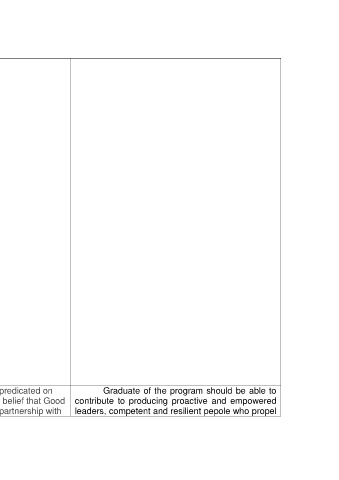 predicated on
belief that Good
partnership with
Graduate of the program should be able to
contribute to producing proactive and empowered
leaders, competent and resilient pepole who propel